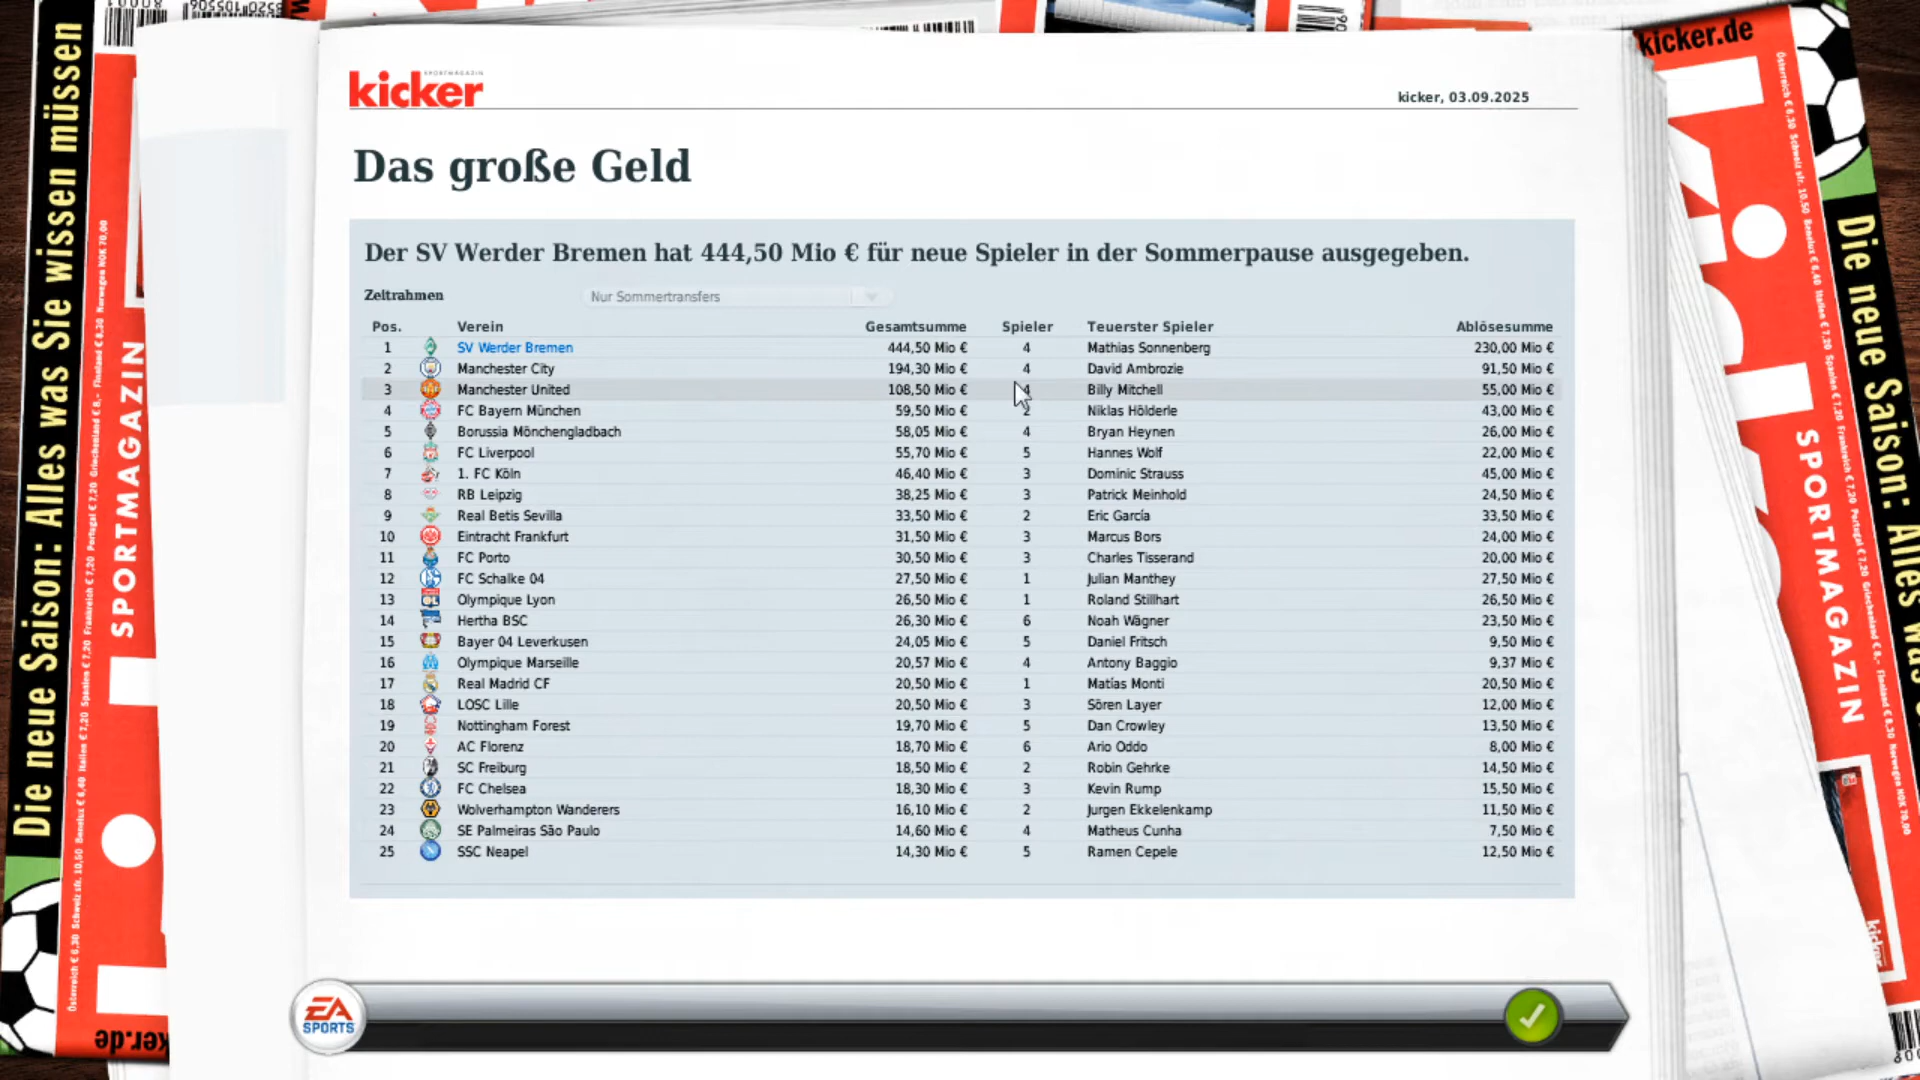 kicker
SPORTMAGAZIN
kicker, 03.09.2025
Das große Geld
Der SV Werder Bremen hat 444,50 Mio € für neue Spieler in der Sommerpause ausgegeben.
Zeitrahmen Nur Sommertransfers
Pos. Verein Gesamtsumme Spieler Teuerster Spieler Ablösesumme
1 SV Werder Bremen 444,50 Mio € 4 Mathias Sonnenberg 230,00 Mio €
2 Manchester City 194,30 Mio € 4 David Ambrozie 91,50 Mio €
3 Manchester United 108,50 Mio € 4 Billy Mitchell 55,00 Mio €
4 FC Bayern München 59,50 Mio € 2 Niklas Hölderle 43,00 Mio €
5 Borussia Mönchengladbach 58,05 Mio € 4 Bryan Heynen 26,00 Mio €
6 FC Liverpool 55,70 Mio € 5 Hannes Wolf 22,00 Mio €
7 1. FC Köln 46,40 Mio € 3 Dominic Strauss 45,00 Mio €
8 RB Leipzig 38,25 Mio € 3 Patrick Meinhold 24,50 Mio €
9 Real Betis Sevilla 33,50 Mio € 2 Eric García 33,50 Mio €
10 Eintracht Frankfurt 31,50 Mio € 3 Marcus Bors 24,00 Mio €
11 FC Porto 30,50 Mio € 3 Charles Tisserand 20,00 Mio €
12 FC Schalke 04 27,50 Mio € 1 Julian Manthey 27,50 Mio €
13 Olympique Lyon 26,50 Mio € 1 Roland Stillhart 26,50 Mio €
14 Hertha BSC 26,30 Mio € 6 Noah Wägner 23,50 Mio €
15 Bayer 04 Leverkusen 24,05 Mio € 5 Daniel Fritsch 9,50 Mio €
16 Olympique Marseille 20,57 Mio € 4 Antony Baggio 9,37 Mio €
17 Real Madrid CF 20,50 Mio € 1 Matías Monti 20,50 Mio €
18 LOSC Lille 20,50 Mio € 3 Sören Layer 12,00 Mio €
19 Nottingham Forest 19,70 Mio € 5 Dan Crowley 13,50 Mio €
20 AC Florenz 18,70 Mio € 6 Ario Oddo 8,00 Mio €
21 SC Freiburg 18,50 Mio € 2 Robin Gehrke 14,50 Mio €
22 FC Chelsea 18,30 Mio € 3 Kevin Rump 15,50 Mio €
23 Wolverhampton Wanderers 16,10 Mio € 2 Jurgen Ekkelenkamp 11,50 Mio €
24 SE Palmeiras São Paulo 14,60 Mio € 4 Matheus Cunha 7,50 Mio €
25 SSC Neapel 14,30 Mio € 5 Ramen Cepele 12,50 Mio €
EA
SPORTS
Die neue Saison: Alles was Sie wissen müssen
SPORTMAGAZIN
kicker.de
Die neue Saison: Alles was
SPORTMAGAZIN
kicker